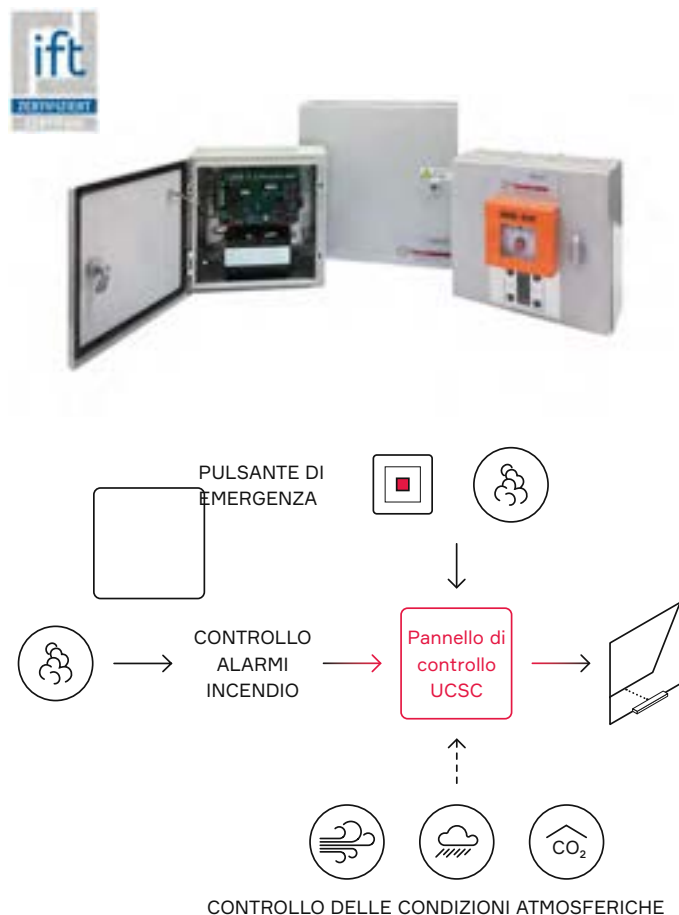 ift
ZERTIFIZIERT
PULSANTE DI
EMERGENZA
CONTROLLO
ALARMI
INCENDIO
Pannello di
controllo
UCSC
CO₂
CONTROLLO DELLE CONDIZIONI ATMOSFERICHE